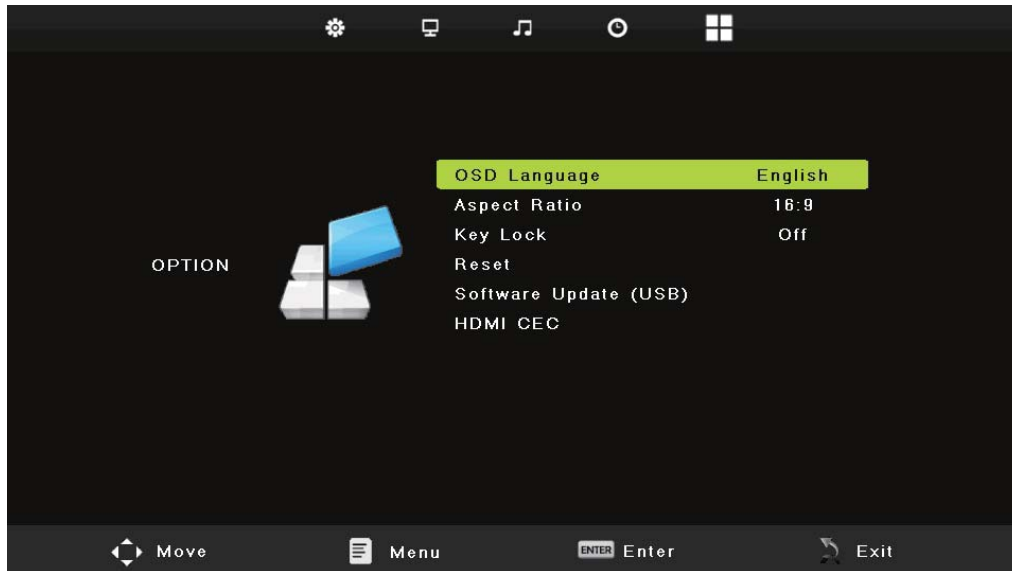 OPTION
OSD Language English
Aspect Ratio 16:9
Key Lock Off
Reset
Software Update (USB)
HDMI CEC
Move Menu ENTER Enter Exit